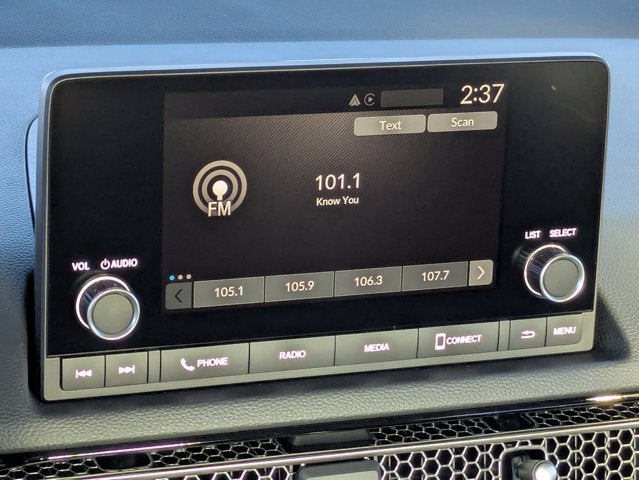 2:37
Text Scan
101.1
Know You
FM
105.1 105.9 106.3 107.7
VOL AUDIO
LIST SELECT
PHONE RADIO MEDIA CONNECT MENU